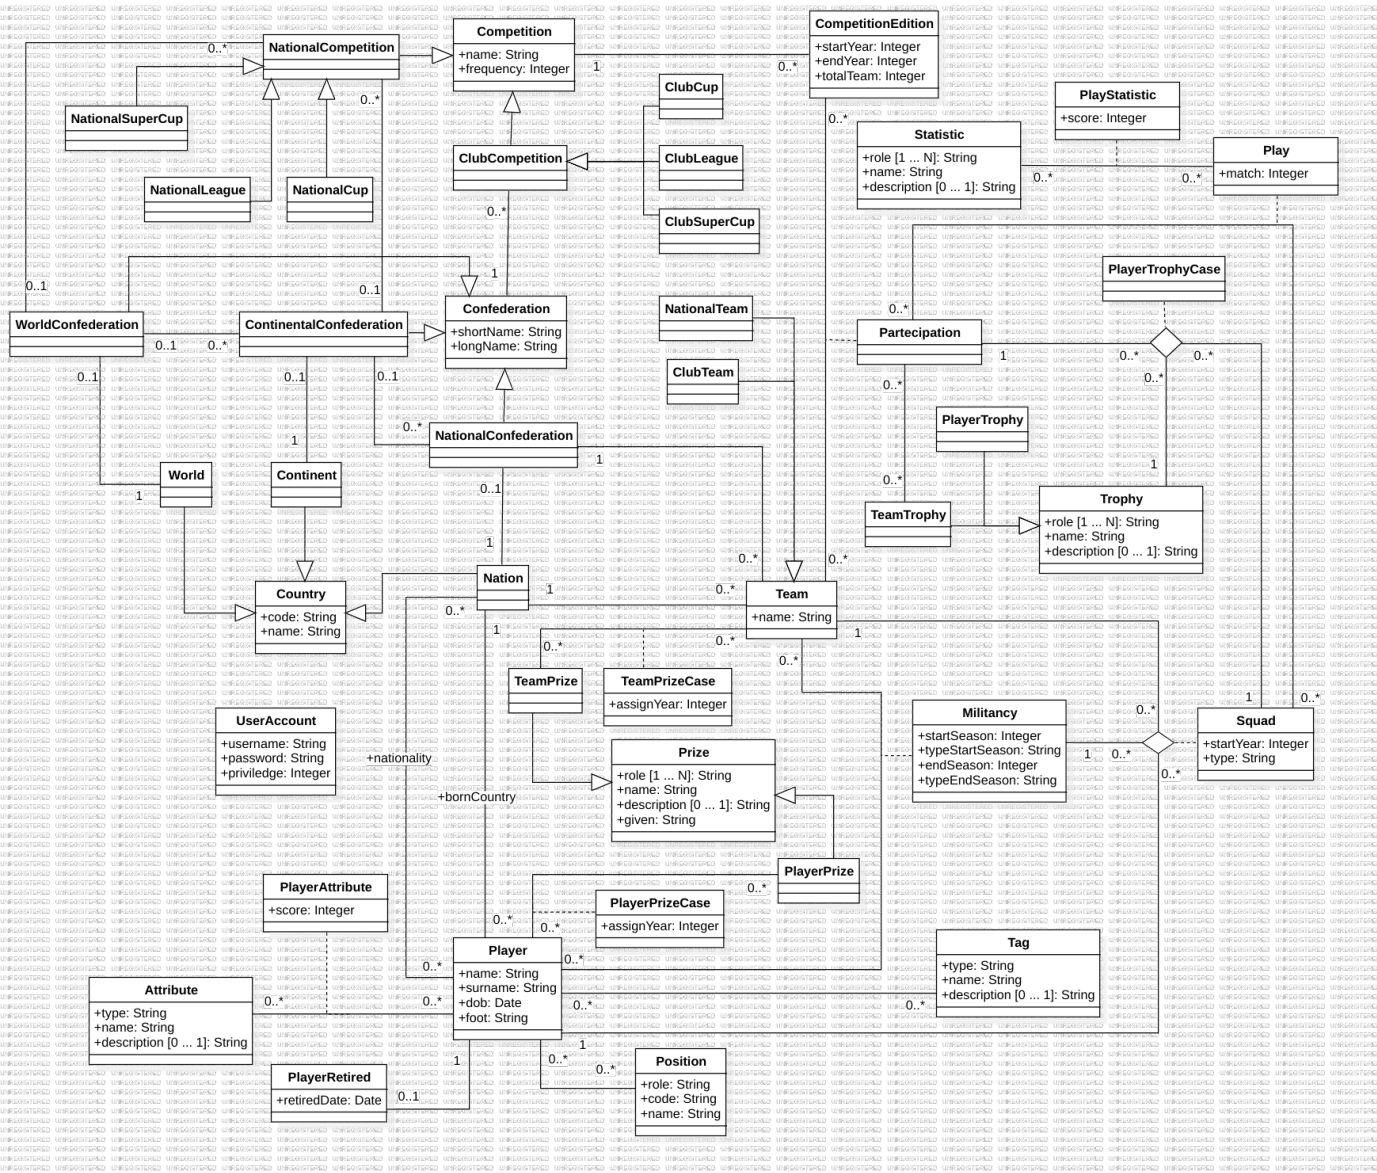 CompetitionEdition
+startYear: Integer
+endYear: Integer
+totalTeam: Integer
Competition
+name: String
+frequency: Integer
1
0..*
0..*
NationalCompetition
0..*
0..*
NationalSuperCup
NationalLeague
NationalCup
ClubCompetition
0..*
1
ClubCup
ClubLeague
ClubSuperCup
PlayStatistic
+score: Integer
Statistic
+role [1 ... N]: String
+name: String
+description [0 ... 1]: String
0..*
0..*
Play
+match: Integer
PlayerTrophyCase
0..1
0..1
WorldConfederation
0..1
0..*
ContinentalConfederation
Confederation
+shortName: String
+longName: String
NationalTeam
ClubTeam
0..*
Partecipation
1
0..*
0..*
0..*
0..*
0..1
0..1
0..1
0..*
NationalConfederation
1
0..1
1
1
1
World
Continent
PlayerTrophy
0..*
TeamTrophy
1
Trophy
+role [1 ... N]: String
+name: String
+description [0 ... 1]: String
0..*
0..*
Nation
0..*
1
1
0..*
Country
+code: String
+name: String
Team
+name: String
0..*
1
0..*
0..*
TeamPrize
TeamPrizeCase
+assignYear: Integer
UserAccount
+username: String
+password: String
+priviledge: Integer
+nationality
+bornCountry
Prize
+role [1 ... N]: String
+name: String
+description [0 ... 1]: String
+given: String
Militancy
+startSeason: Integer
+typeStartSeason: String
+endSeason: Integer
+typeEndSeason: String
1
0..*
0..*
0..*
1
0..*
Squad
+startYear: Integer
+type: String
PlayerPrize
0..*
PlayerPrizeCase
+assignYear: Integer
PlayerAttribute
+score: Integer
0..*
0..*
0..*
Player
+name: String
+surname: String
+dob: Date
+foot: String
0..*
0..*
0..*
0..*
0..*
1
Tag
+type: String
+name: String
+description [0 ... 1]: String
Attribute
+type: String
+name: String
+description [0 ... 1]: String
1
0..*
0..*
PlayerRetired
+retiredDate: Date
0..1
Position
+role: String
+code: String
+name: String